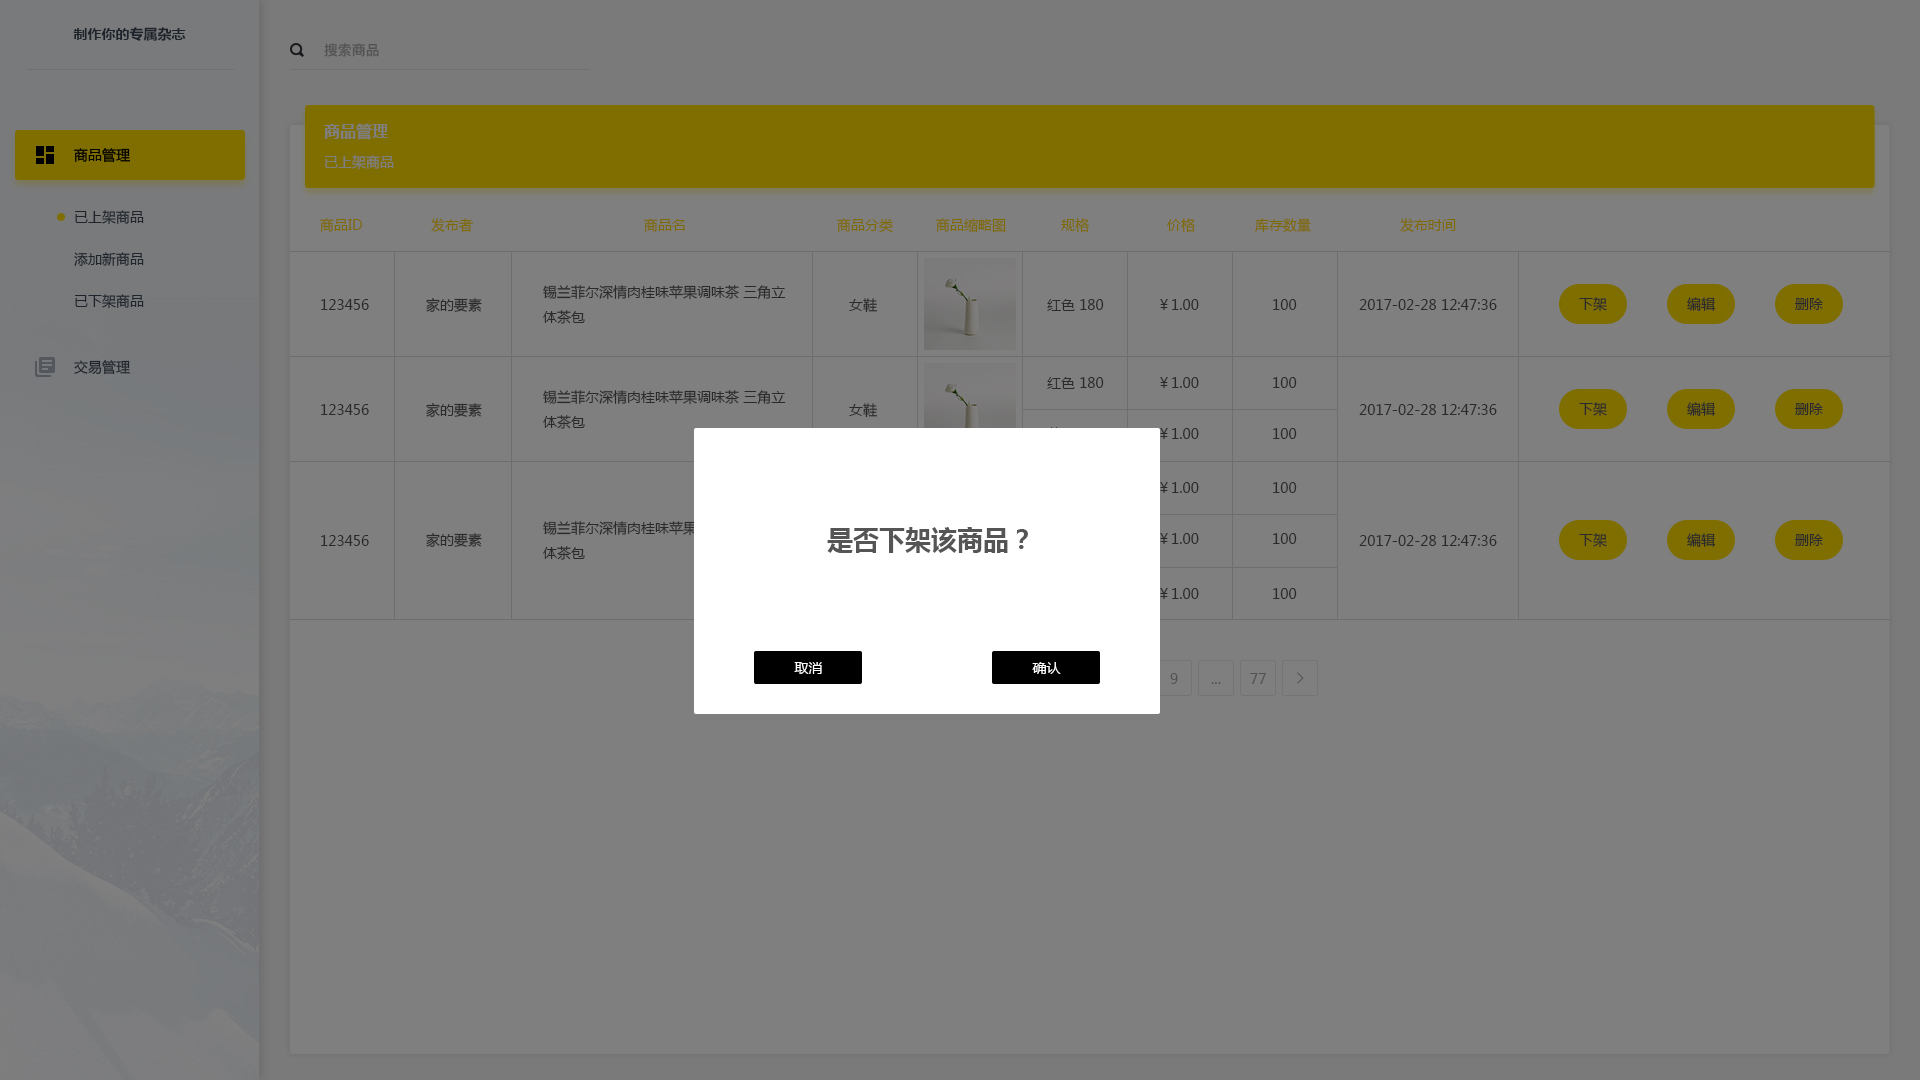 制作你的专属杂志
搜索商品
商品管理
商品管理
已上架商品
已上架商品
添加新商品
已下架商品
交易管理
商品ID 发布者 商品名 商品分类 商品缩略图 规格 价格 库存数量 发布时间
123456 家的要素 锡兰菲尔深情肉桂味苹果调味茶 三角立
体茶包
女鞋 红色 180 ¥ 1.00 100 2017-02-28 12:47:36 下架 编辑 删除
123456 家的要素 锡兰菲尔深情肉桂味苹果调味茶 三角立
体茶包
女鞋 红色 180 ¥ 1.00 100 2017-02-28 12:47:36 下架 编辑 删除
¥ 1.00 100
123456 家的要素 锡兰菲尔深情肉桂味苹果
体茶包
¥ 1.00 100
¥ 1.00 100 2017-02-28 12:47:36 下架 编辑 删除
¥ 1.00 100
是否下架该商品？
取消 确认
9 ... 77